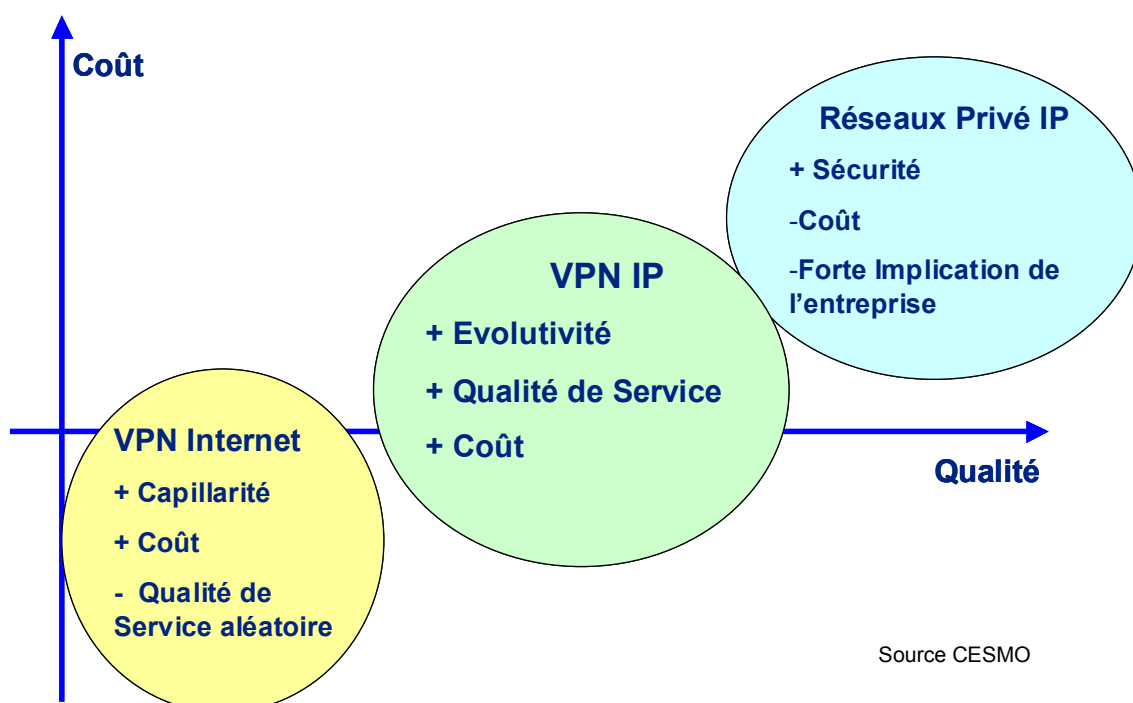 Coût
Réseaux Privé IP
+ Sécurité
-Coût
-Forte Implication de
l’entreprise
VPN IP
+ Evolutivité
+ Qualité de Service
+ Coût
VPN Internet
+ Capillarité
+ Coût
- Qualité de
Service aléatoire
Qualité
Source CESMO